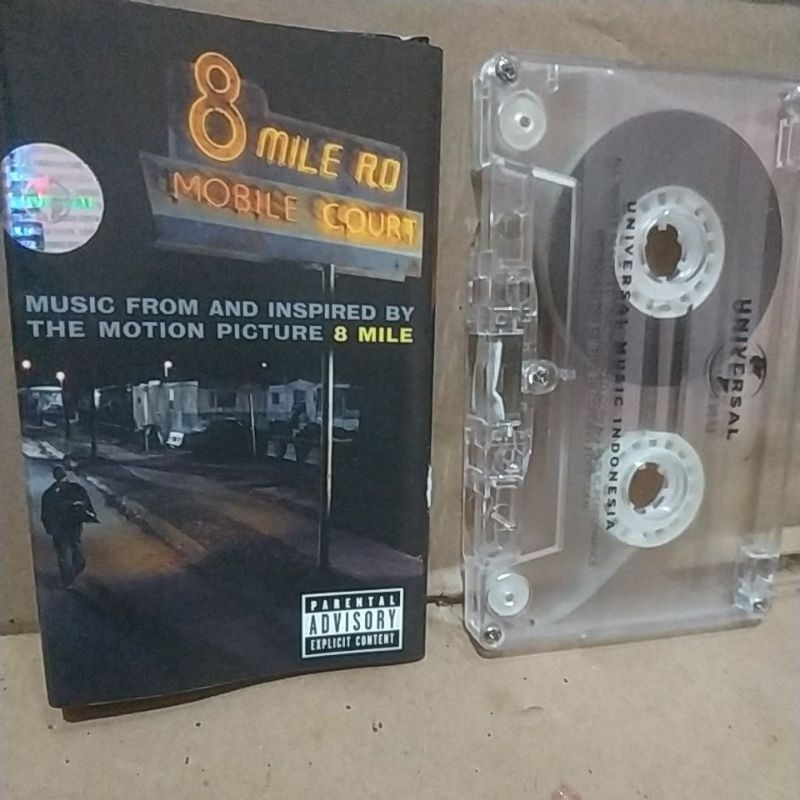 8 MILE RD
MOBILE COURT
MUSIC FROM AND INSPIRED BY
THE MOTION PICTURE 8 MILE
PARENTAL
ADVISORY
EXPLICIT CONTENT
UNIVERSAL
UNIVERSAL MUSIC INDONESIA